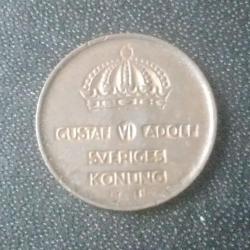 GUSTAF VI ADOLF
SVERIGES
KONUNG